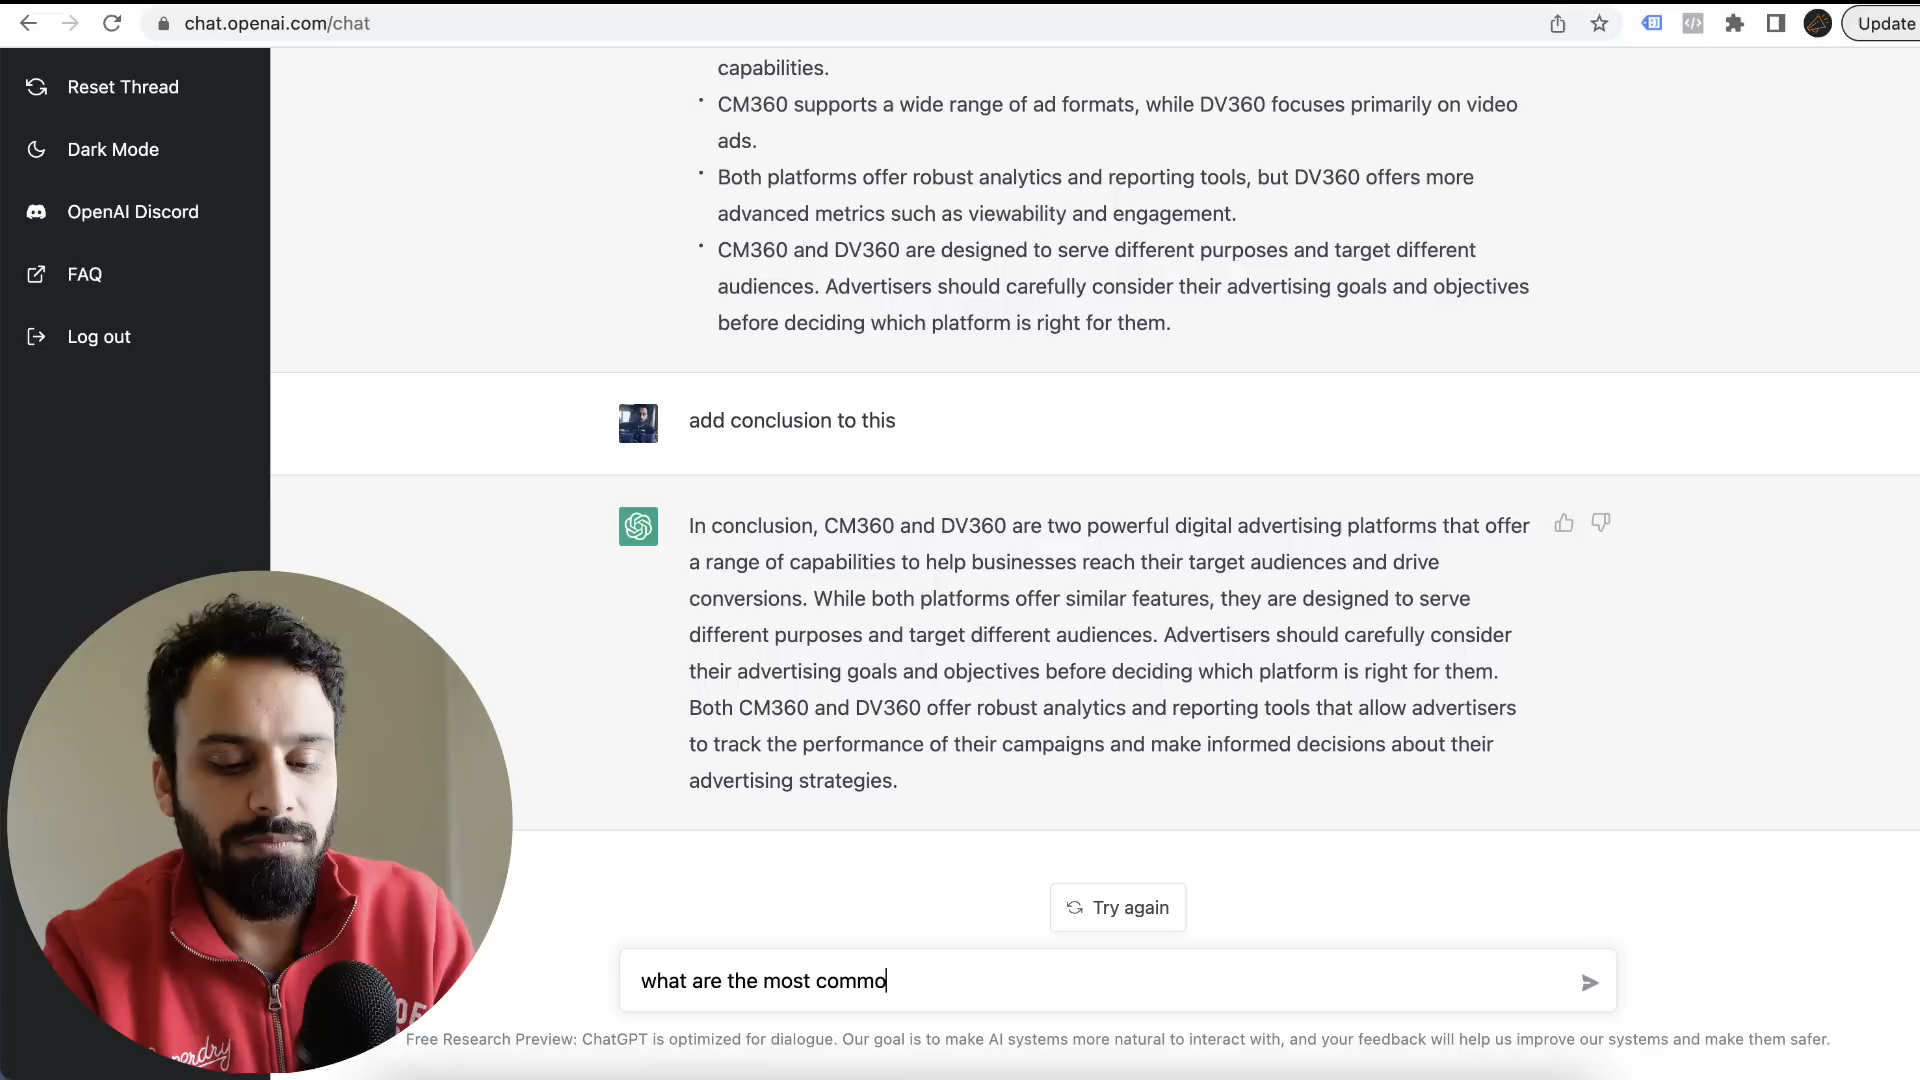 chat.openai.com/chat
Update
Reset Thread
Dark Mode
OpenAI Discord
FAQ
Log out
capabilities.
• CM360 supports a wide range of ad formats, while DV360 focuses primarily on video
ads.
• Both platforms offer robust analytics and reporting tools, but DV360 offers more
advanced metrics such as viewability and engagement.
• CM360 and DV360 are designed to serve different purposes and target different
audiences. Advertisers should carefully consider their advertising goals and objectives
before deciding which platform is right for them.
add conclusion to this
In conclusion, CM360 and DV360 are two powerful digital advertising platforms that offer
a range of capabilities to help businesses reach their target audiences and drive
conversions. While both platforms offer similar features, they are designed to serve
different purposes and target different audiences. Advertisers should carefully consider
their advertising goals and objectives before deciding which platform is right for them.
Both CM360 and DV360 offer robust analytics and reporting tools that allow advertisers
to track the performance of their campaigns and make informed decisions about their
advertising strategies.
Try again
what are the most commo
Free Research Preview: ChatGPT is optimized for dialogue. Our goal is to make AI systems more natural to interact with, and your feedback will help us improve our systems and make them safer.